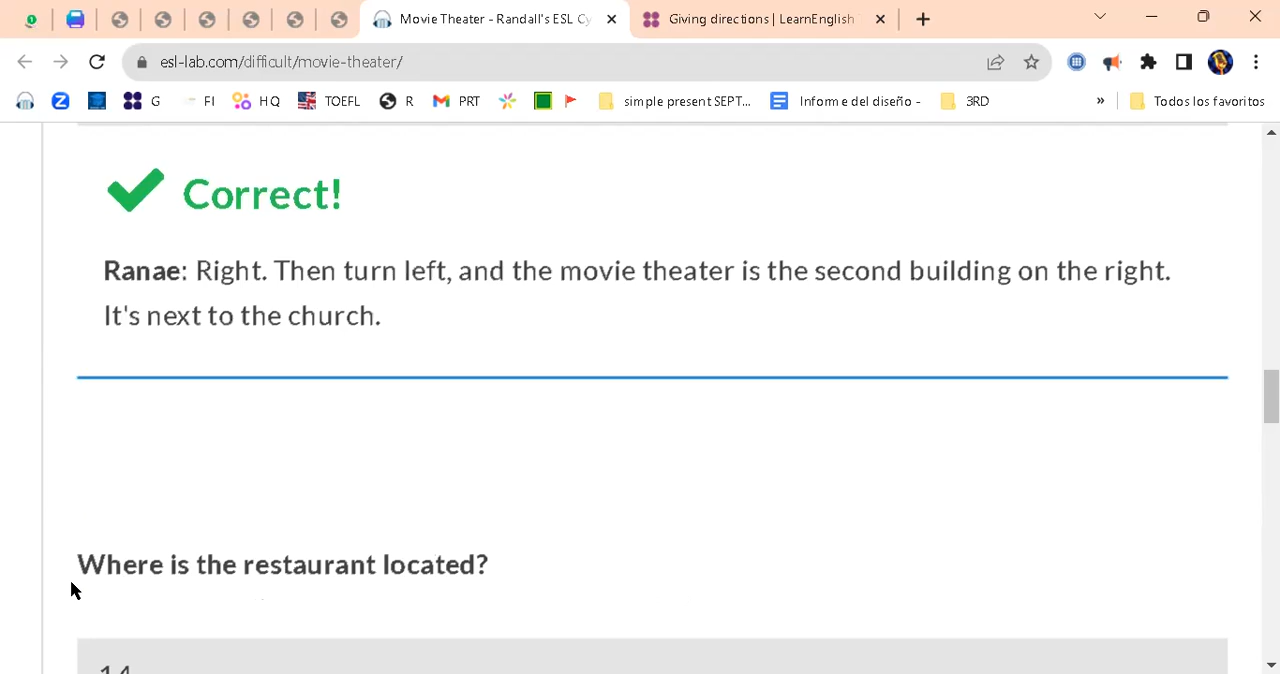 Movie Theater - Randall's ESL Cy
Giving directions | LearnEnglish
esl-lab.com/difficult/movie-theater/
G
FI
H Q
TOEFL
R
PRT
simple present SEPT...
Informe del diseño -
3RD
»
Todos los favoritos
Correct!
Ranae: Right. Then turn left, and the movie theater is the second building on the right.
It's next to the church.
Where is the restaurant located?
14